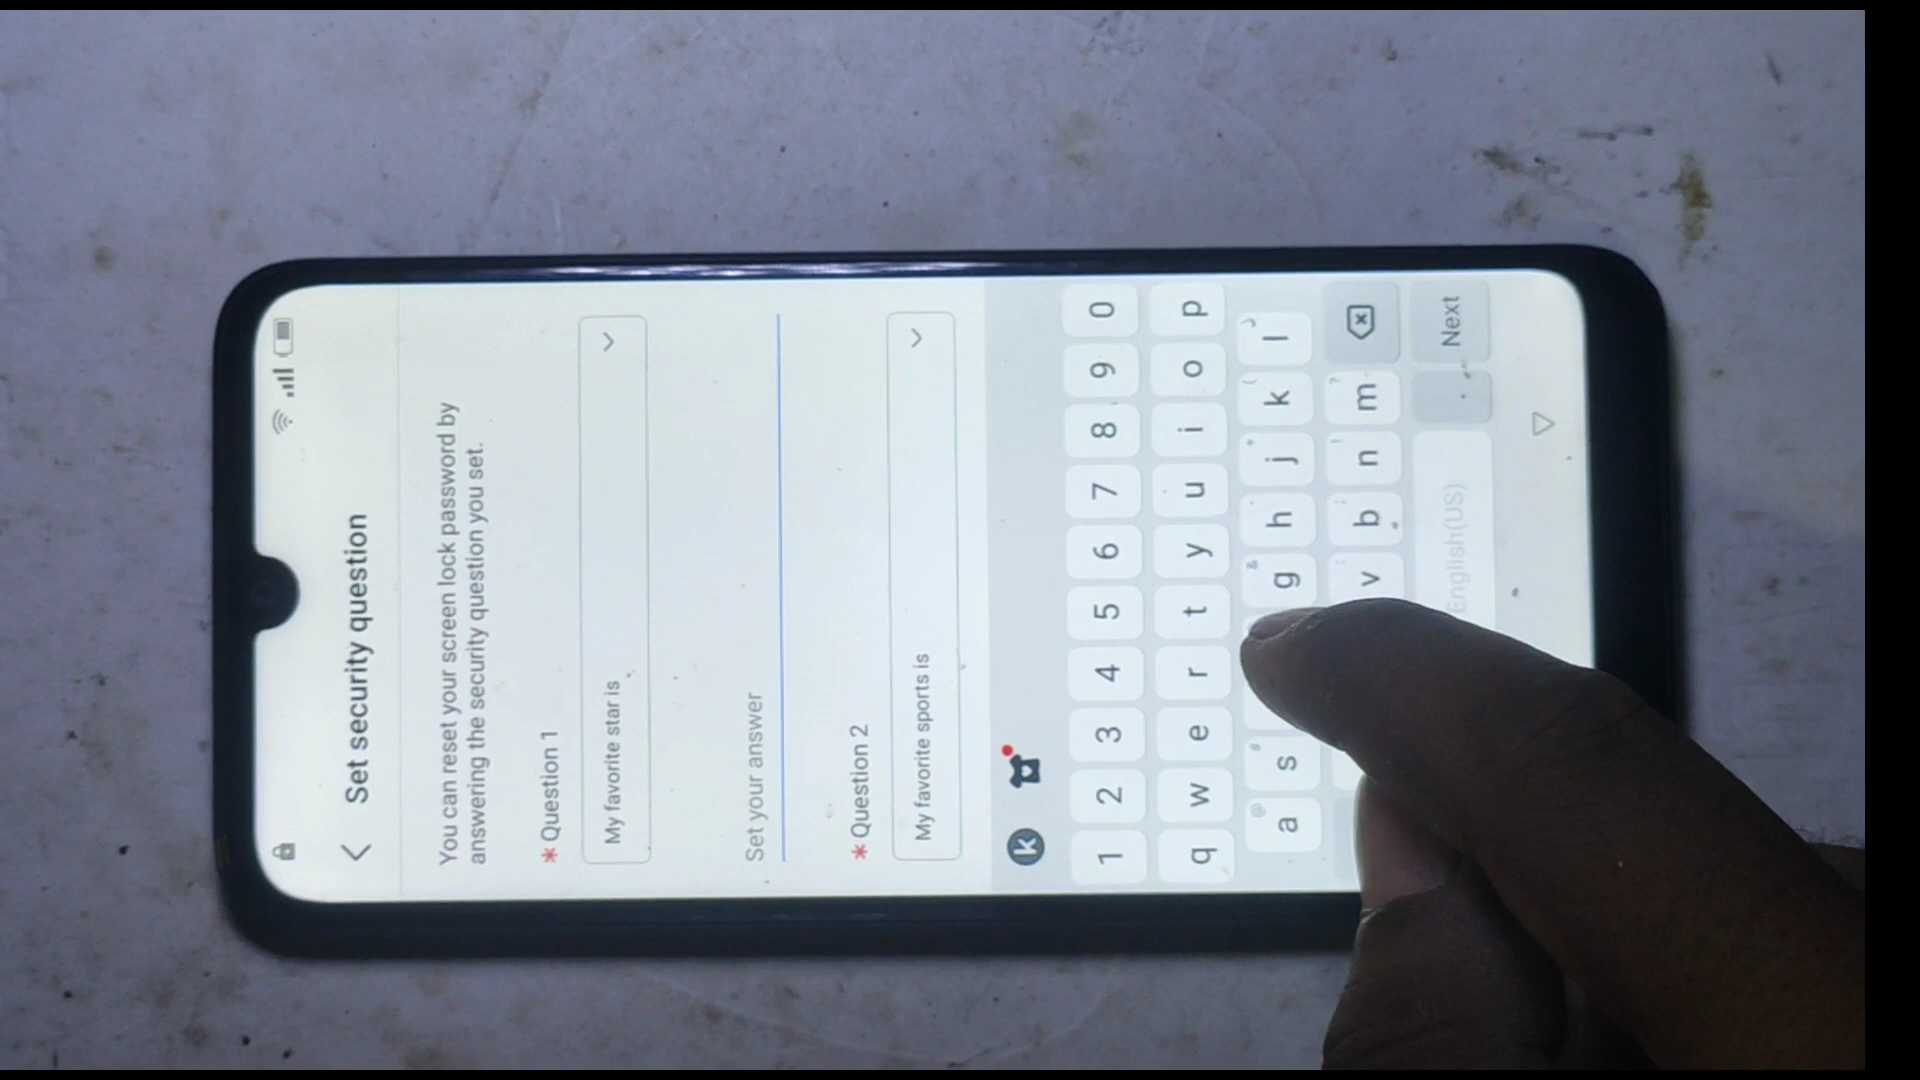 Set security question
You can reset your screen lock password by
answering the security question you set.
* Question 1
My favorite star is
Set your answer
* Question 2
My favorite sports is
k
1 2 3 4 5 6 7 8 9 0
q w e r t y u i o p
a s g h j k l
v b n m
English(US) . Next